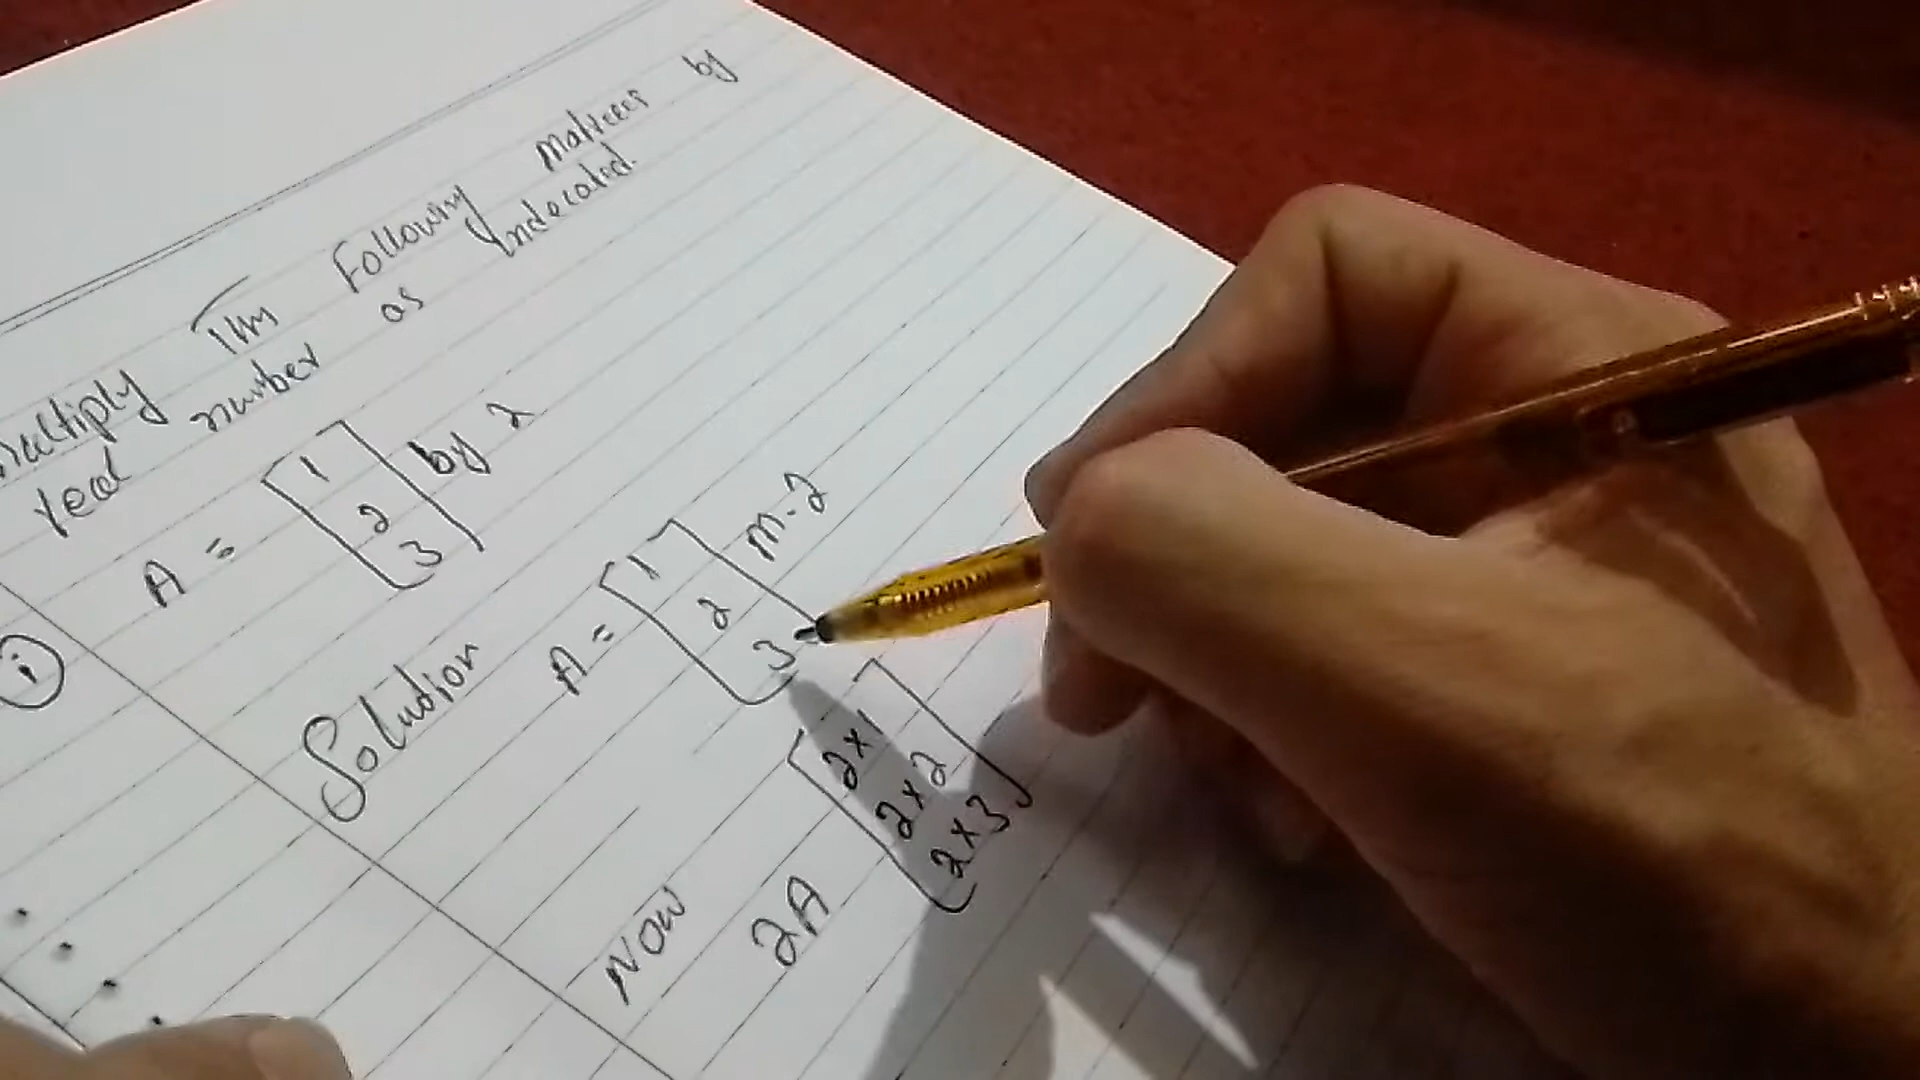 Multiply The Following Matrices by
real number as indecated
(i) A = [1 2 3] by 2
Solution A = [1 2 3] m-2
Now 2A [2×1 2×2 2×3]